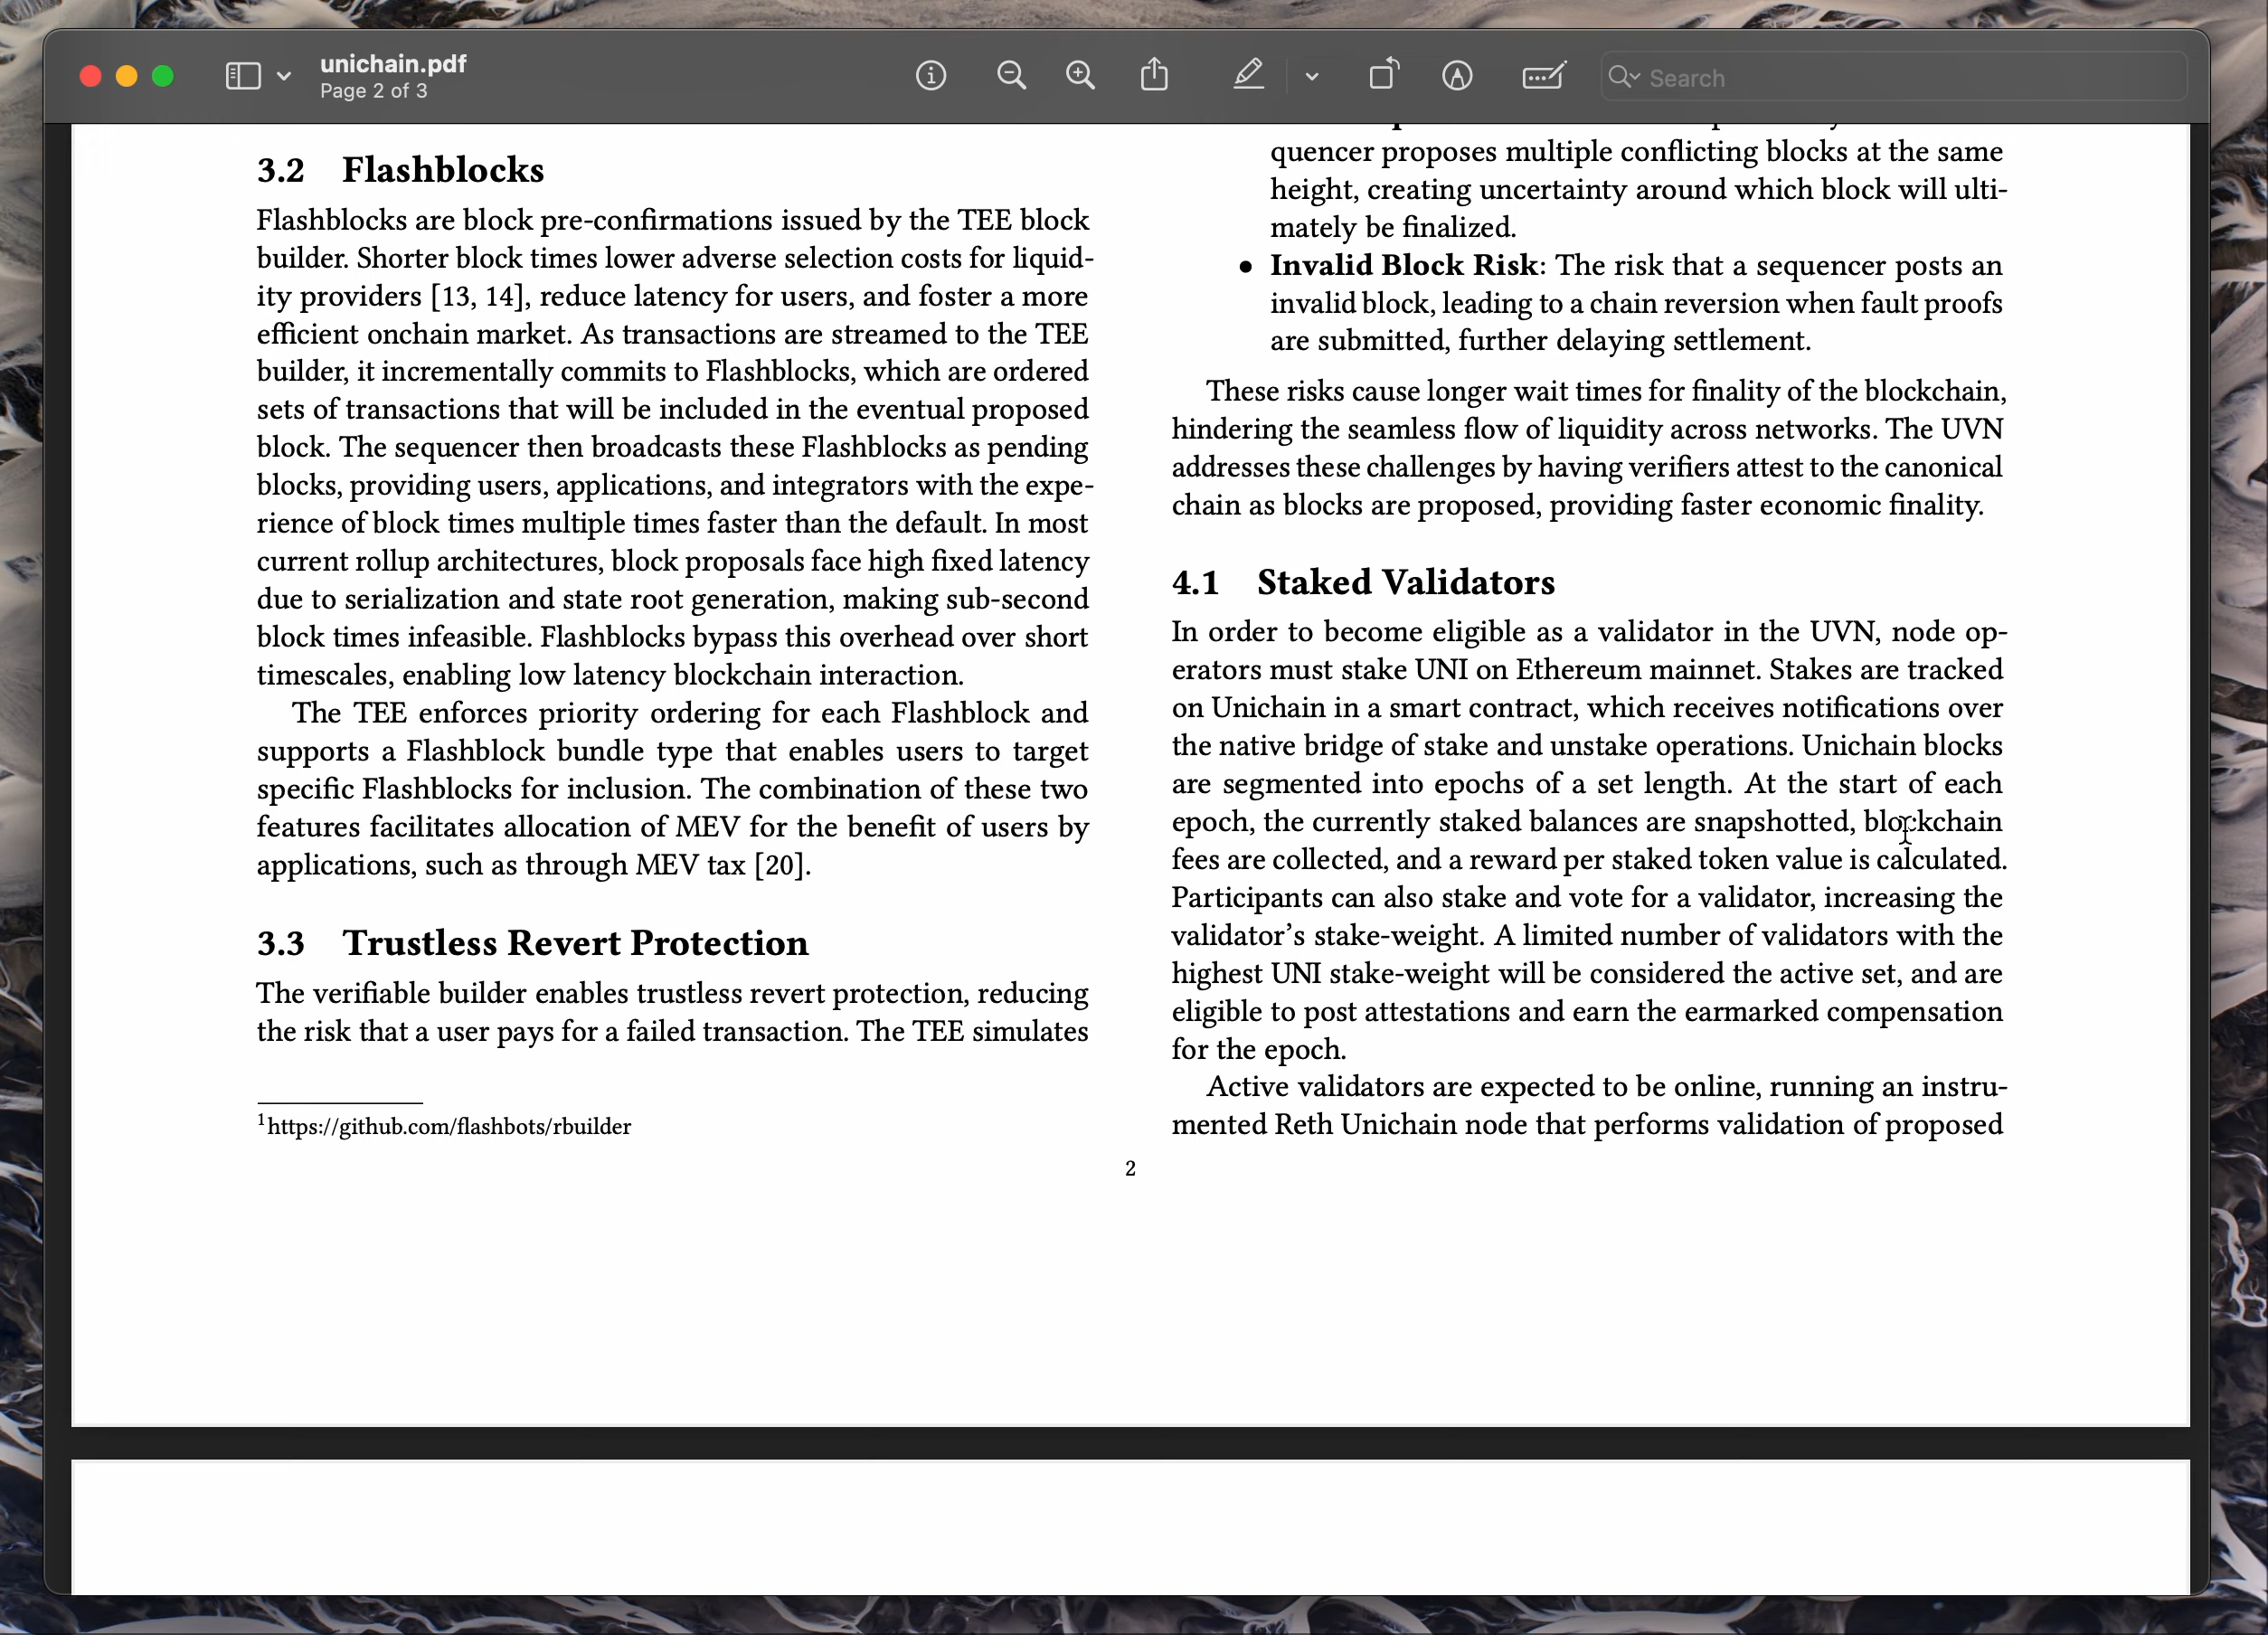 unichain.pdf
Page 2 of 3
Search
3.2 Flashblocks
Flashblocks are block pre-confirmations issued by the TEE block
builder. Shorter block times lower adverse selection costs for liquid-
ity providers [13, 14], reduce latency for users, and foster a more
efficient onchain market. As transactions are streamed to the TEE
builder, it incrementally commits to Flashblocks, which are ordered
sets of transactions that will be included in the eventual proposed
block. The sequencer then broadcasts these Flashblocks as pending
blocks, providing users, applications, and integrators with the expe-
rience of block times multiple times faster than the default. In most
current rollup architectures, block proposals face high fixed latency
due to serialization and state root generation, making sub-second
block times infeasible. Flashblocks bypass this overhead over short
timescales, enabling low latency blockchain interaction.
The TEE enforces priority ordering for each Flashblock and
supports a Flashblock bundle type that enables users to target
specific Flashblocks for inclusion. The combination of these two
features facilitates allocation of MEV for the benefit of users by
applications, such as through MEV tax [20].
3.3 Trustless Revert Protection
The verifiable builder enables trustless revert protection, reducing
the risk that a user pays for a failed transaction. The TEE simulates
1 https://github.com/flashbots/rbuilder
quencer proposes multiple conflicting blocks at the same
height, creating uncertainty around which block will ulti-
mately be finalized.
• Invalid Block Risk: The risk that a sequencer posts an
invalid block, leading to a chain reversion when fault proofs
are submitted, further delaying settlement.
These risks cause longer wait times for finality of the blockchain,
hindering the seamless flow of liquidity across networks. The UVN
addresses these challenges by having verifiers attest to the canonical
chain as blocks are proposed, providing faster economic finality.
4.1 Staked Validators
In order to become eligible as a validator in the UVN, node op-
erators must stake UNI on Ethereum mainnet. Stakes are tracked
on Unichain in a smart contract, which receives notifications over
the native bridge of stake and unstake operations. Unichain blocks
are segmented into epochs of a set length. At the start of each
epoch, the currently staked balances are snapshotted, blockchain
fees are collected, and a reward per staked token value is calculated.
Participants can also stake and vote for a validator, increasing the
validator's stake-weight. A limited number of validators with the
highest UNI stake-weight will be considered the active set, and are
eligible to post attestations and earn the earmarked compensation
for the epoch.
Active validators are expected to be online, running an instru-
mented Reth Unichain node that performs validation of proposed
2